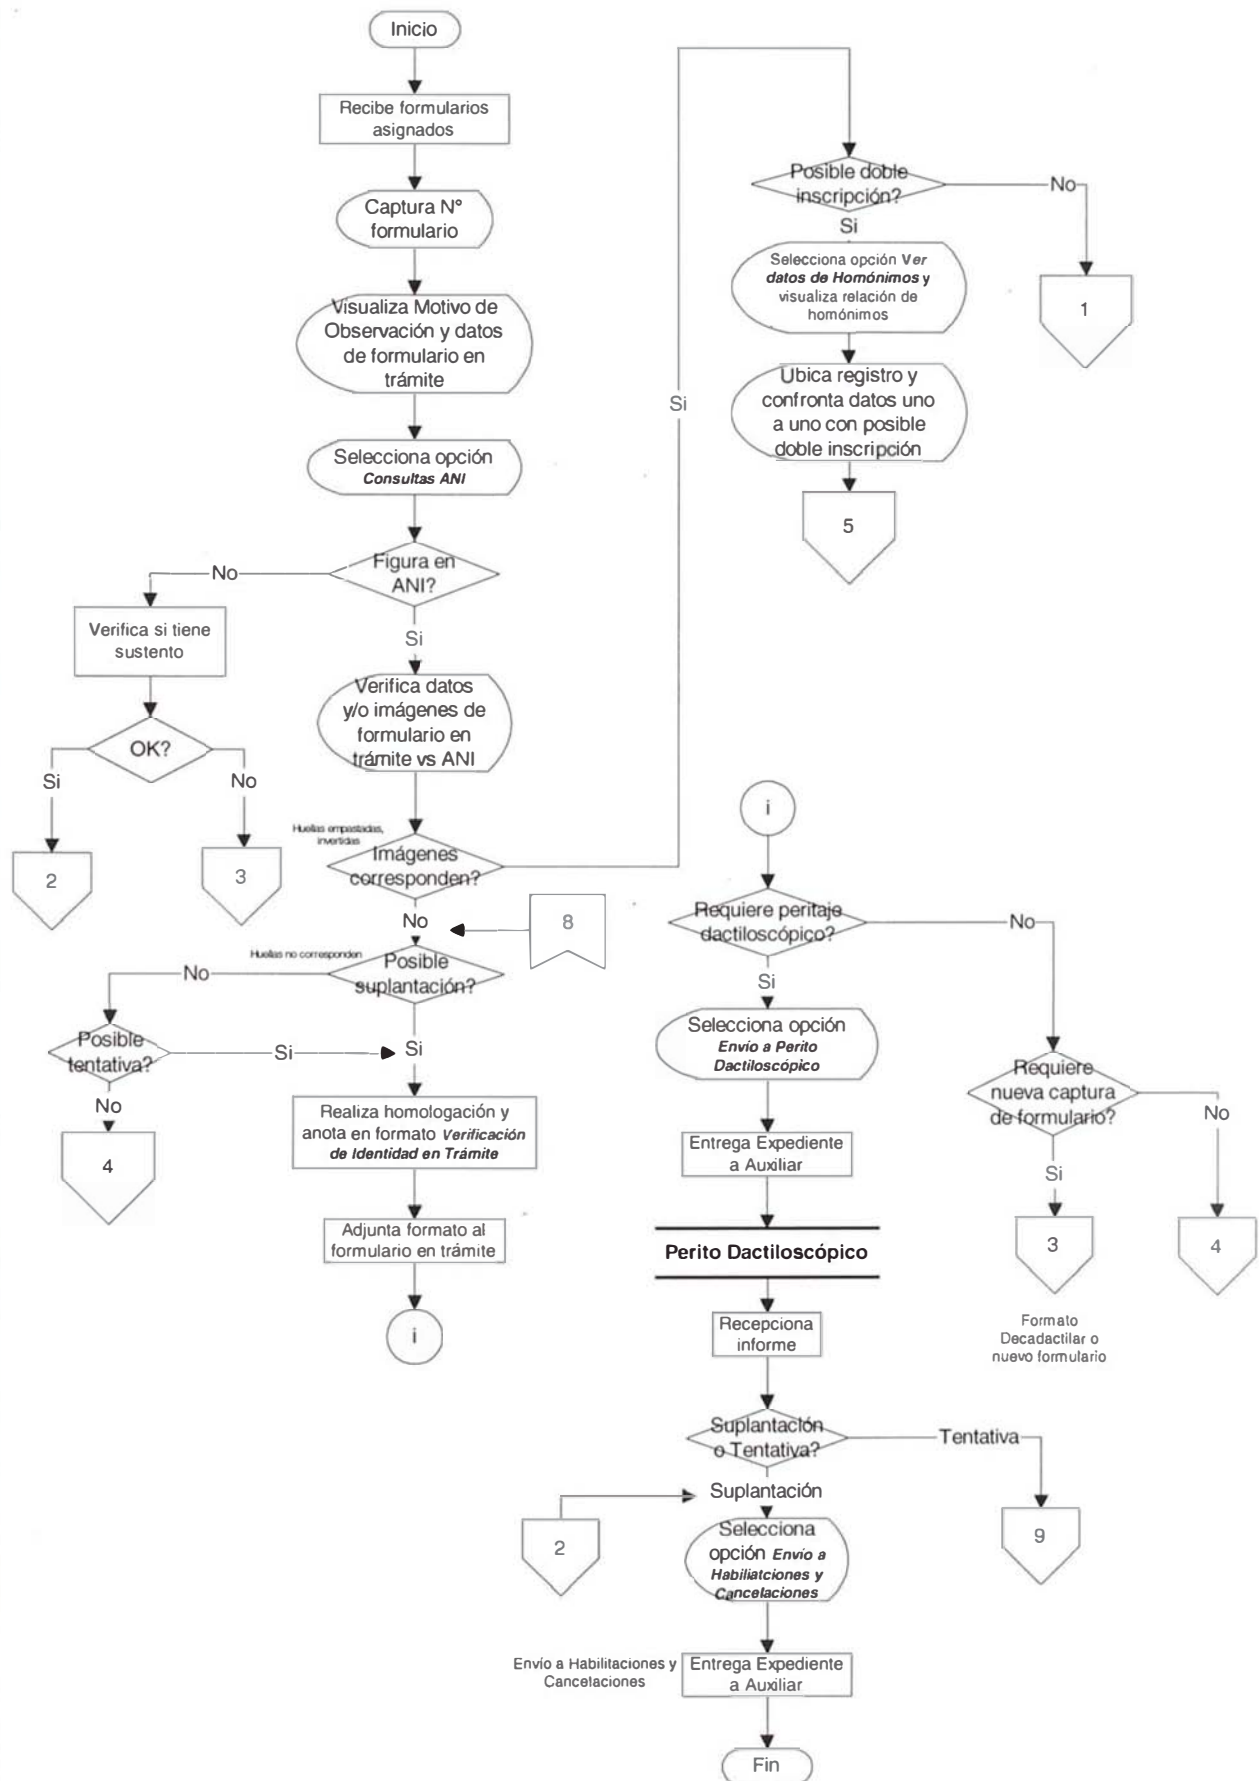 Inicio
Recibe formularios
asignados
Captura N°
formulario
Visualiza Motivo de
Observación y datos
de formulario en
trámite
Selecciona opción
Consultas ANI
Figura en
ANI?
No
Si
Verifica si tiene
sustento
OK?
Si
No
2
3
Verifica datos
y/o imágenes de
formulario en
trámite vs ANI
Huellas empastadas,
invertidas
Imágenes
corresponden?
Si
No
8
Huellas no corresponden
Posible
suplantación?
No
Si
Posible
tentativa?
Si
No
4
Realiza homologación y
anota en formato Verificación
de Identidad en Trámite
Adjunta formato al
formulario en trámite
i
Posible doble
inscripción?
No
Si
1
Selecciona opción Ver
datos de Homónimos y
visualiza relación de
homónimos
Ubica registro y
confronta datos uno
a uno con posible
doble inscripción
5
i
Requiere peritaje
dactiloscópico?
No
Si
Selecciona opción
Envío a Perito
Dactiloscópico
Entrega Expediente
a Auxiliar
Requiere
nueva captura
de formulario?
No
Si
3
4
Formato
Decadactilar o
nuevo formulario
Perito Dactiloscópico
Recepciona
informe
Suplantación
o Tentativa?
Tentativa
Suplantación
2
9
Selecciona
opción Envío a
Habiliatciones y
Cancelaciones
Envío a Habilitaciones y
Cancelaciones
Entrega Expediente
a Auxiliar
Fin